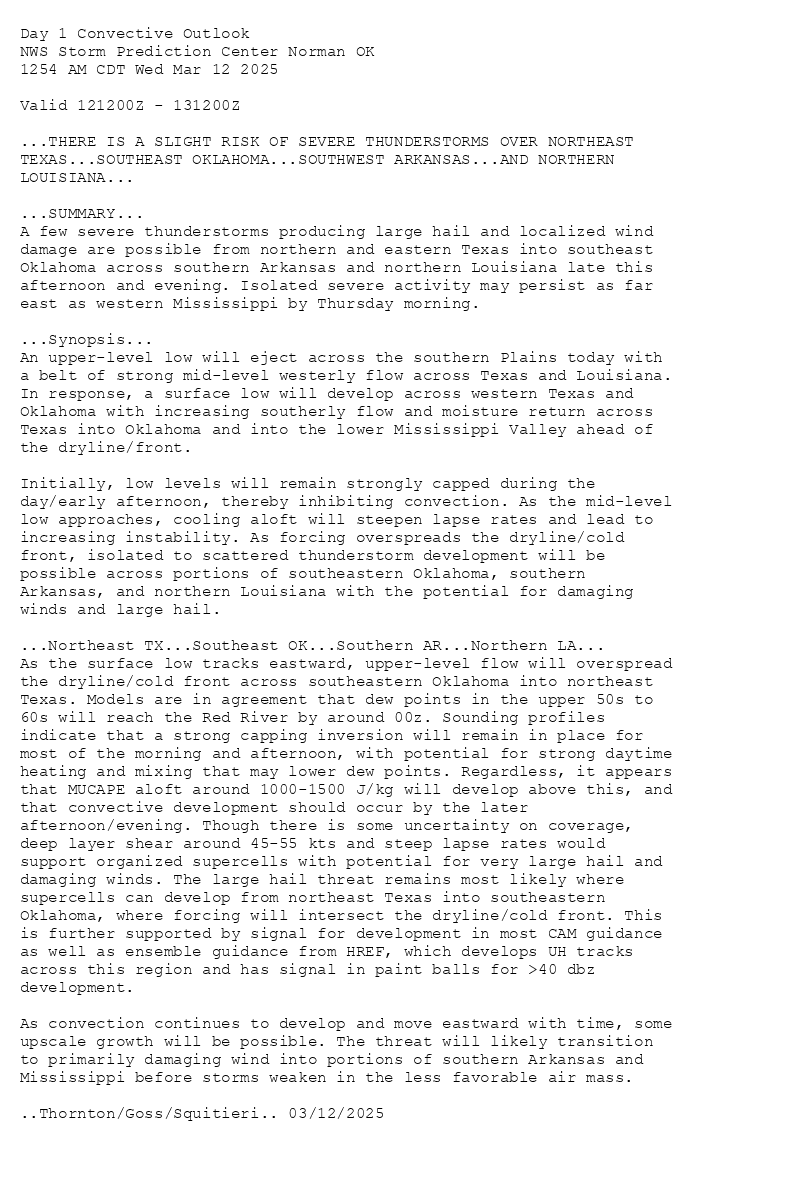 Day 1 Convective Outlook
NWS Storm Prediction Center Norman OK
1254 AM CDT Wed Mar 12 2025

Valid 121200Z - 131200Z

...THERE IS A SLIGHT RISK OF SEVERE THUNDERSTORMS OVER NORTHEAST
TEXAS...SOUTHEAST OKLAHOMA...SOUTHWEST ARKANSAS...AND NORTHERN
LOUISIANA...

...SUMMARY...
A few severe thunderstorms producing large hail and localized wind
damage are possible from northern and eastern Texas into southeast
Oklahoma across southern Arkansas and northern Louisiana late this
afternoon and evening. Isolated severe activity may persist as far
east as western Mississippi by Thursday morning.

...Synopsis...
An upper-level low will eject across the southern Plains today with
a belt of strong mid-level westerly flow across Texas and Louisiana.
In response, a surface low will develop across western Texas and
Oklahoma with increasing southerly flow and moisture return across
Texas into Oklahoma and into the lower Mississippi Valley ahead of
the dryline/front.

Initially, low levels will remain strongly capped during the
day/early afternoon, thereby inhibiting convection. As the mid-level
low approaches, cooling aloft will steepen lapse rates and lead to
increasing instability. As forcing overspreads the dryline/cold
front, isolated to scattered thunderstorm development will be
possible across portions of southeastern Oklahoma, southern
Arkansas, and northern Louisiana with the potential for damaging
winds and large hail.

...Northeast TX...Southeast OK...Southern AR...Northern LA...
As the surface low tracks eastward, upper-level flow will overspread
the dryline/cold front across southeastern Oklahoma into northeast
Texas. Models are in agreement that dew points in the upper 50s to
60s will reach the Red River by around 00z. Sounding profiles
indicate that a strong capping inversion will remain in place for
most of the morning and afternoon, with potential for strong daytime
heating and mixing that may lower dew points. Regardless, it appears
that MUCAPE aloft around 1000-1500 J/kg will develop above this, and
that convective development should occur by the later
afternoon/evening. Though there is some uncertainty on coverage,
deep layer shear around 45-55 kts and steep lapse rates would
support organized supercells with potential for very large hail and
damaging winds. The large hail threat remains most likely where
supercells can develop from northeast Texas into southeastern
Oklahoma, where forcing will intersect the dryline/cold front. This
is further supported by signal for development in most CAM guidance
as well as ensemble guidance from HREF, which develops UH tracks
across this region and has signal in paint balls for >40 dbz
development.

As convection continues to develop and move eastward with time, some
upscale growth will be possible. The threat will likely transition
to primarily damaging wind into portions of southern Arkansas and
Mississippi before storms weaken in the less favorable air mass.

..Thornton/Goss/Squitieri.. 03/12/2025